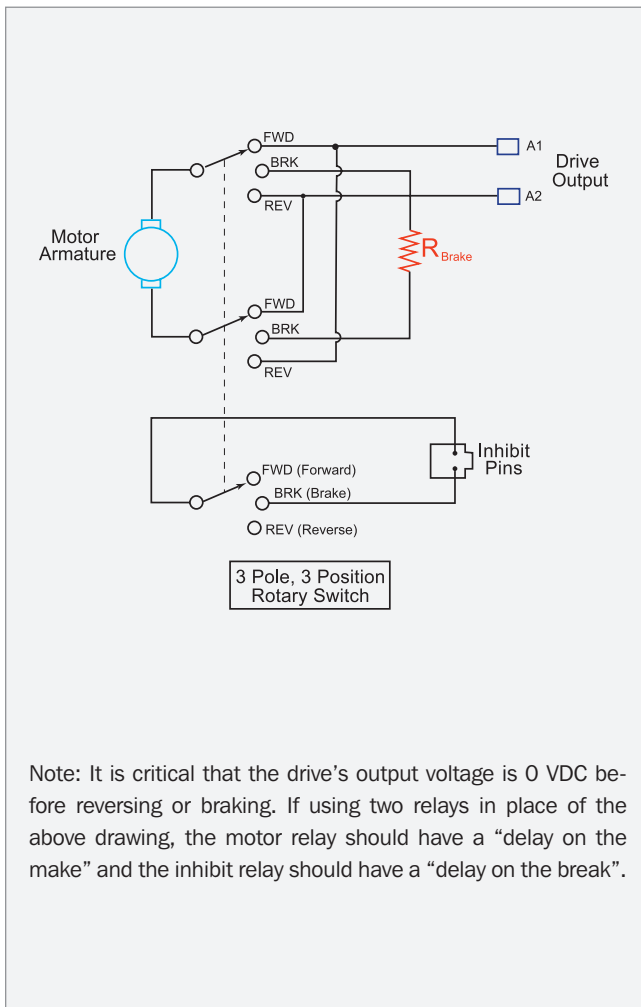 FWD
A1
BRK
Drive
Output
REV
A2
Motor
Armature
R Brake
FWD
BRK
REV
Inhibit
Pins
FWD (Forward)
BRK (Brake)
REV (Reverse)
3 Pole, 3 Position
Rotary Switch
Note: It is critical that the drive’s output voltage is 0 VDC be-
fore reversing or braking. If using two relays in place of the
above drawing, the motor relay should have a “delay on the
make” and the inhibit relay should have a “delay on the break”.